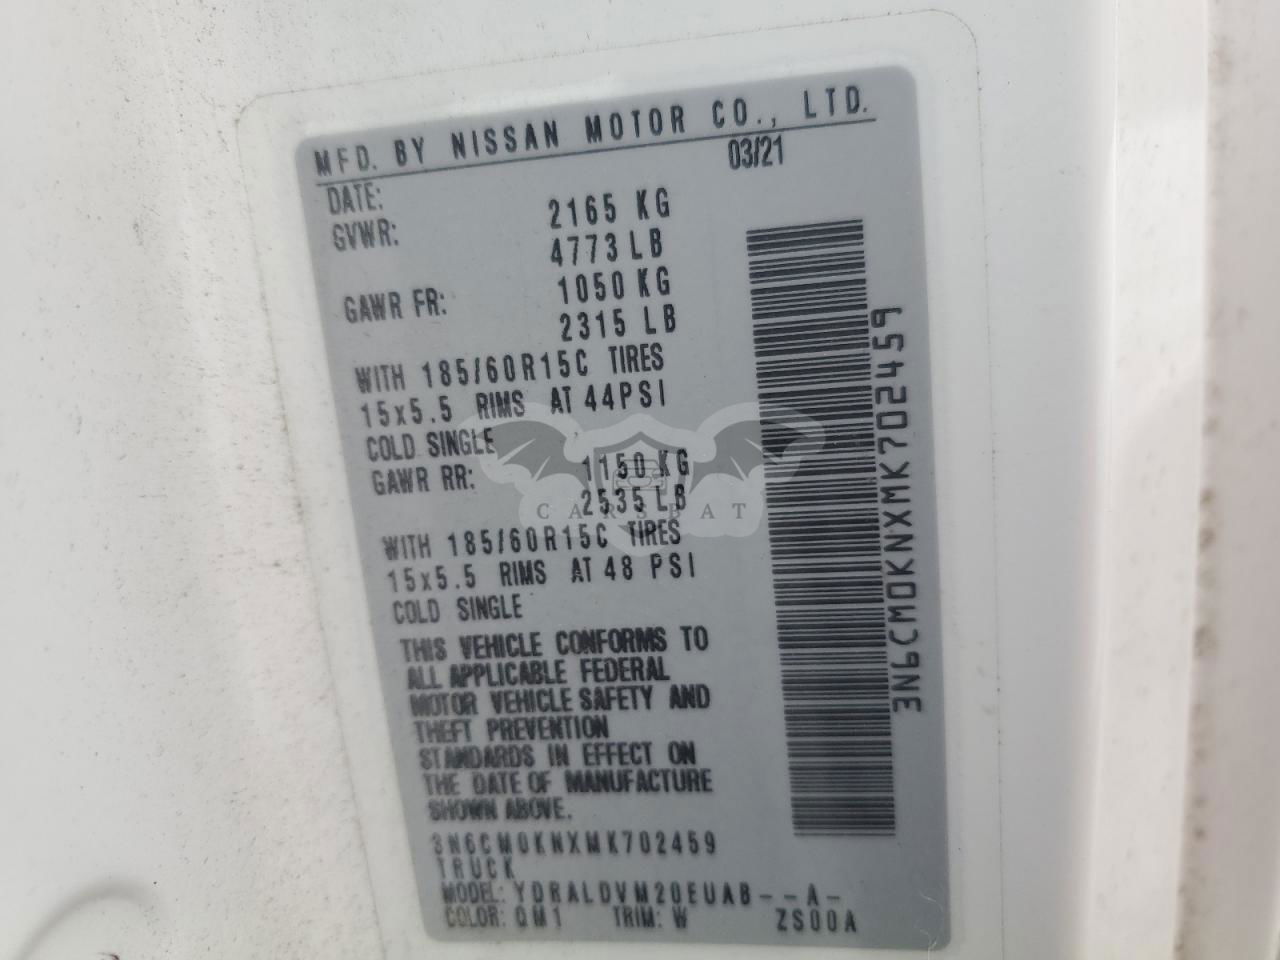 MFD. BY NISSAN MOTOR CO., LTD.
DATE: 03/21
GVWR: 2165 KG
4773 LB
GAWR FR: 1050 KG
2315 LB
WITH 185/60R15C TIRES
15x5.5 RIMS AT 44PSI
COLD SINGLE
GAWR RR: 1150 KG
2535 LB
CARSBAT
WITH 185/60R15C TIRES
15x5.5 RIMS AT 48 PSI
COLD SINGLE
THIS VEHICLE CONFORMS TO
ALL APPLICABLE FEDERAL
MOTOR VEHICLE SAFETY AND
THEFT PREVENTION
STANDARDS IN EFFECT ON
THE DATE OF MANUFACTURE
SHOWN ABOVE.
3N6CM0KNXMK702459
TRUCK
MODEL: YDRALDVM20EUAB--A-
COLOR: QM1 TRIM: W ZS00A
3N6CM0KNXMK702459